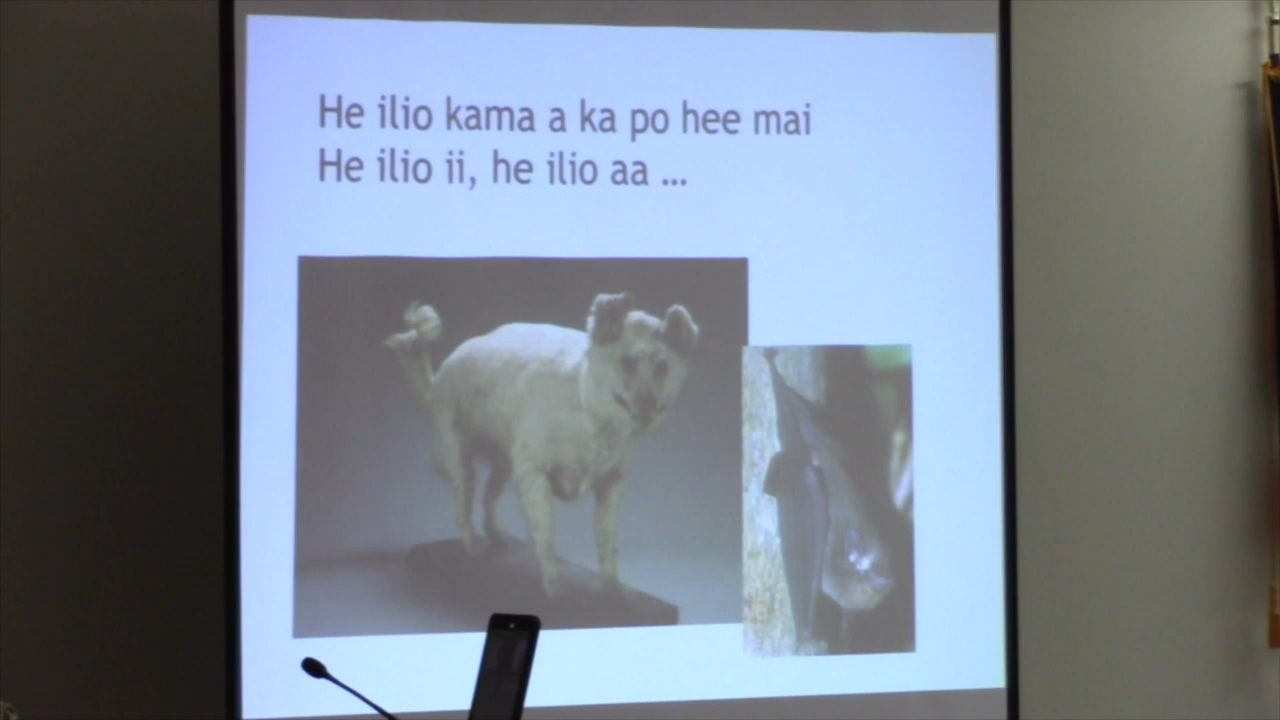 He ilio kama a ka po hee mai
He ilio ii, he ilio aa ...